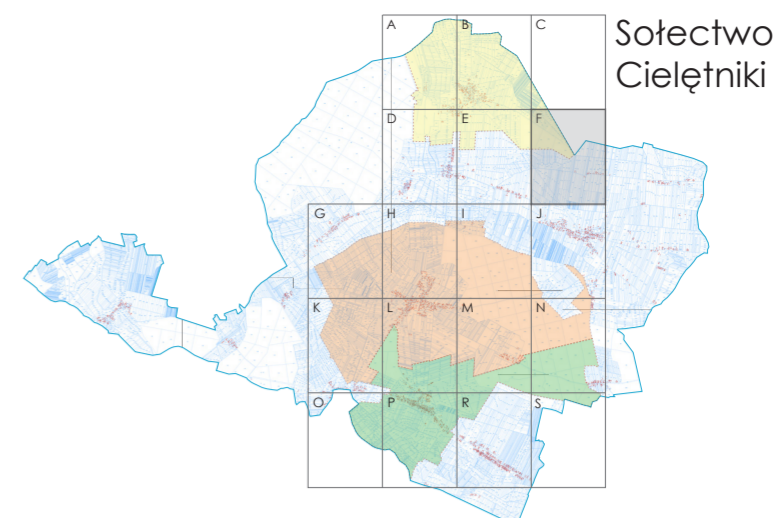 Sołectwo
Cielętniki
A B C
D E F
G H I J
K L M N
O P R S